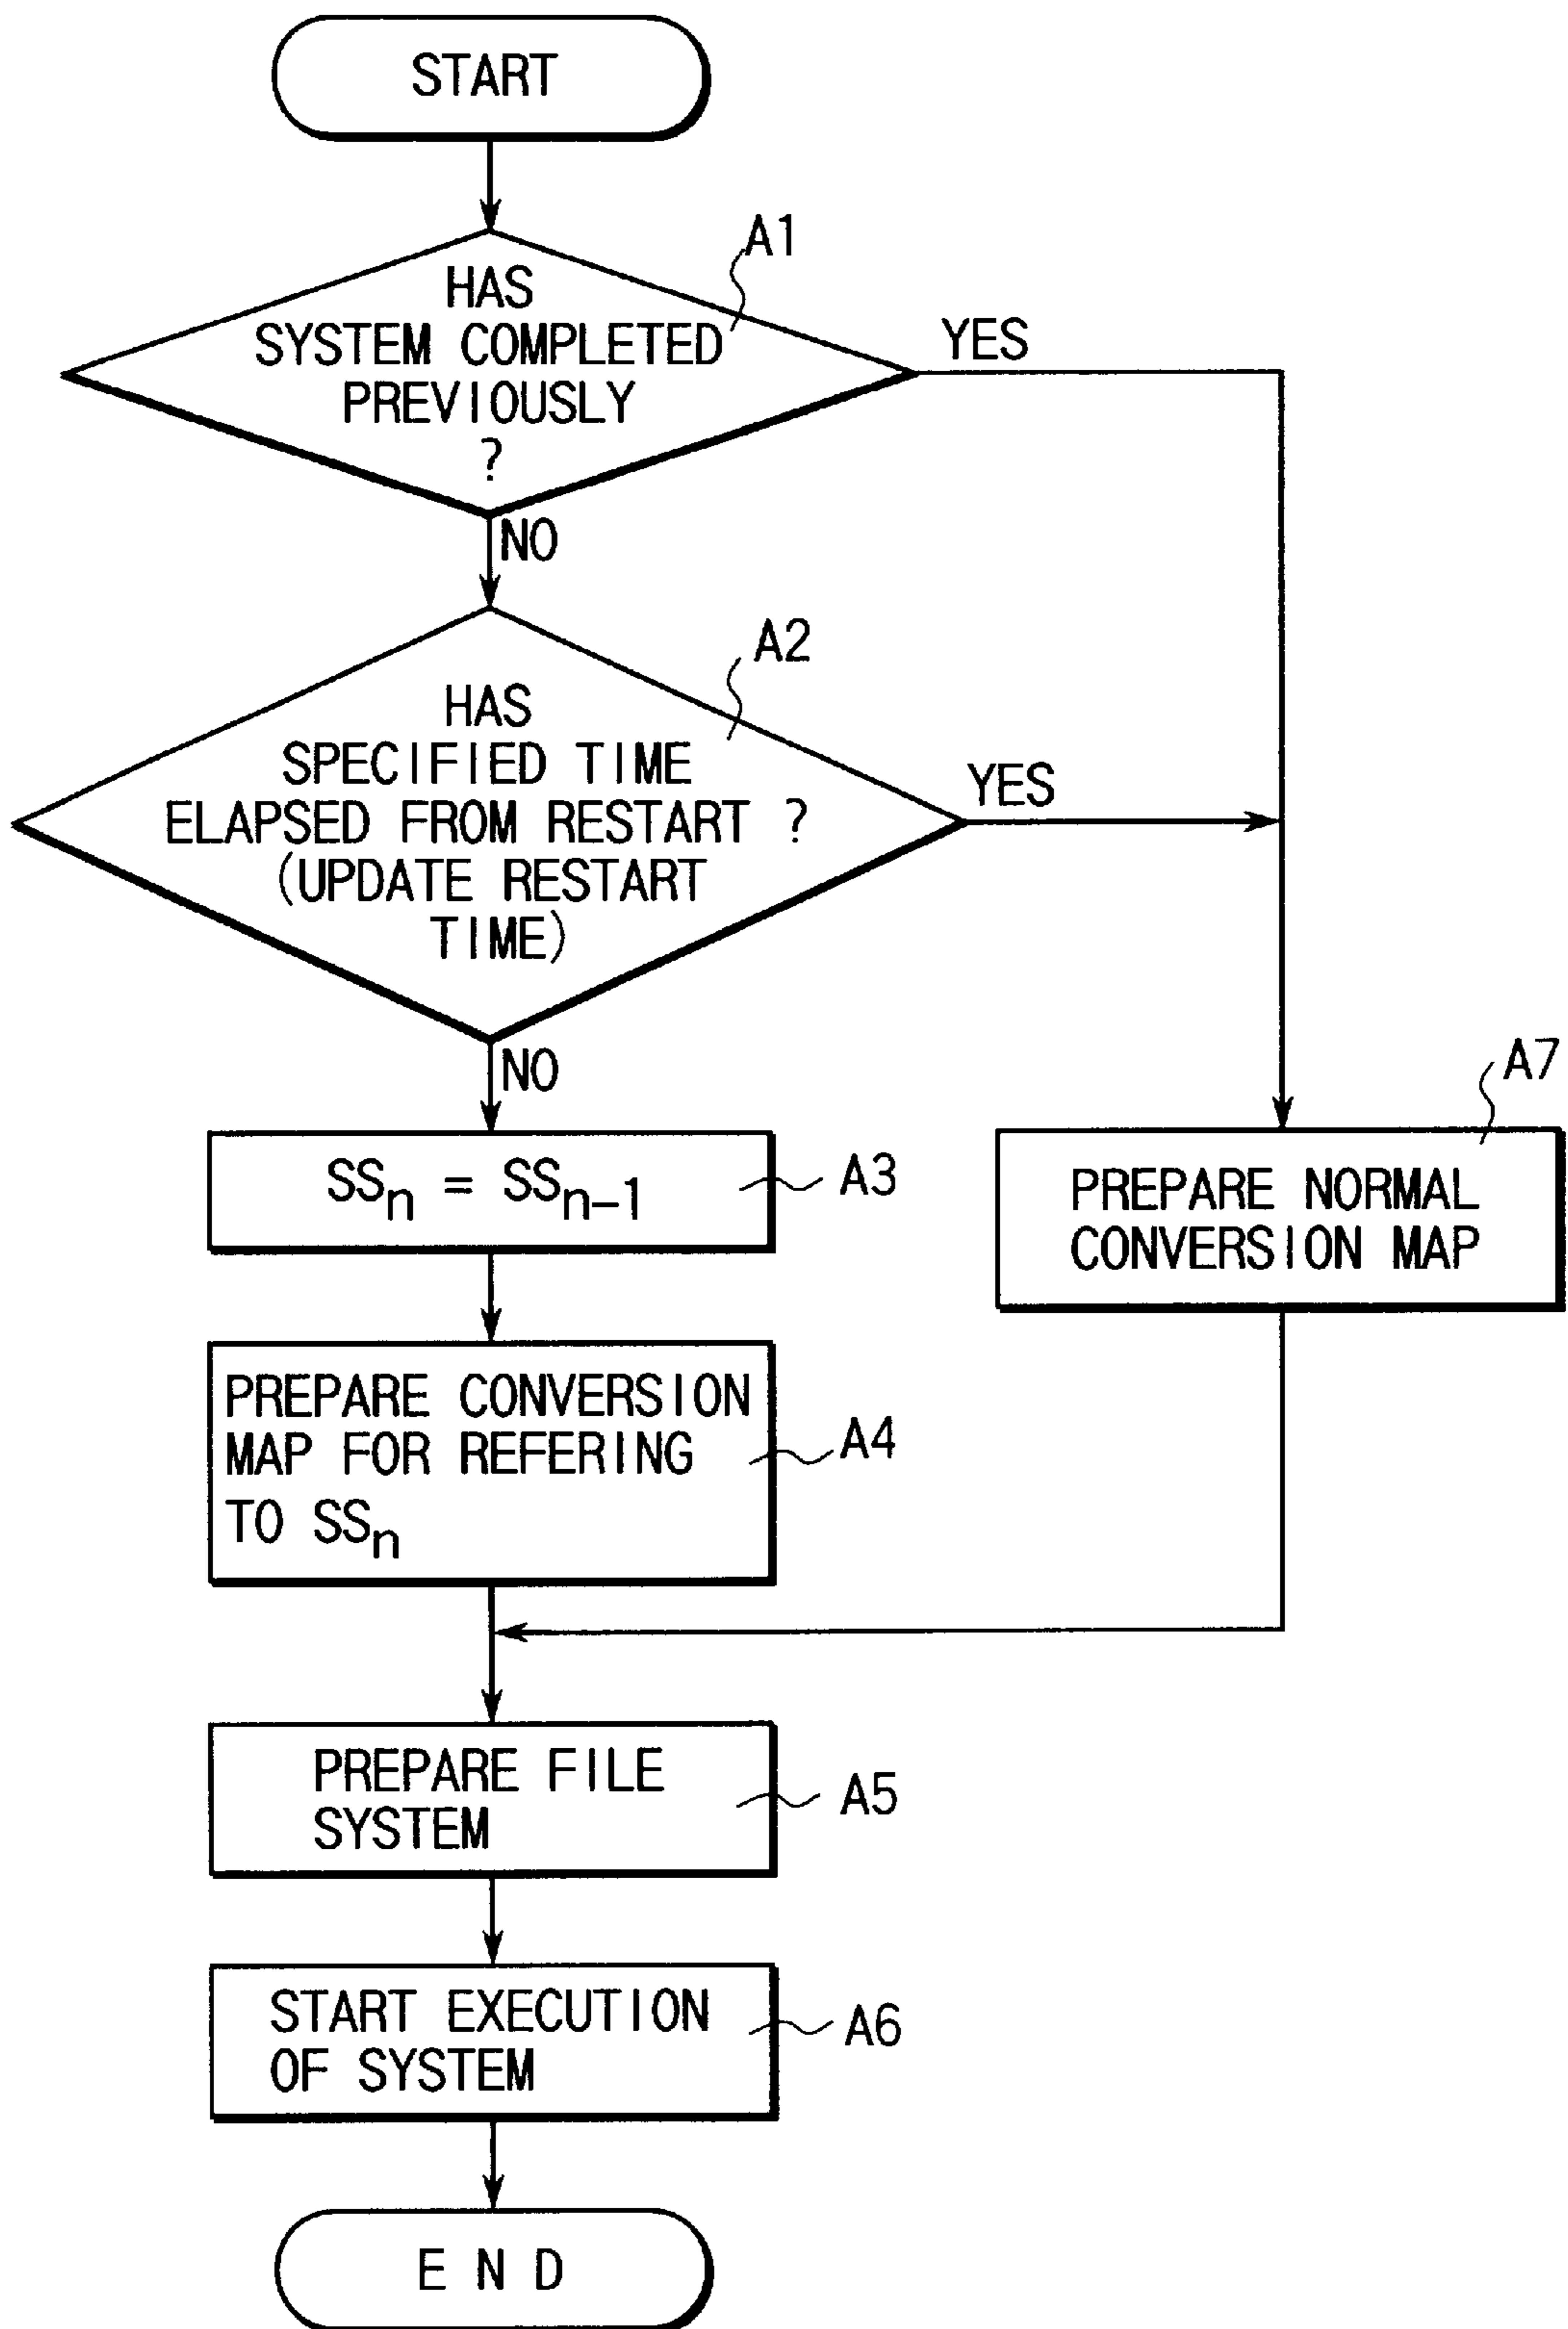 START
A1
HAS
SYSTEM COMPLETED
PREVIOUSLY
?
YES
NO
A2
HAS
SPECIFIED TIME
ELAPSED FROM RESTART ?
(UPDATE RESTART
TIME)
YES
NO
SSn = SSn-1
A3
A7
PREPARE NORMAL
CONVERSION MAP
PREPARE CONVERSION
MAP FOR REFERING
TO SSn
A4
PREPARE FILE
SYSTEM
A5
START EXECUTION
OF SYSTEM
A6
E N D